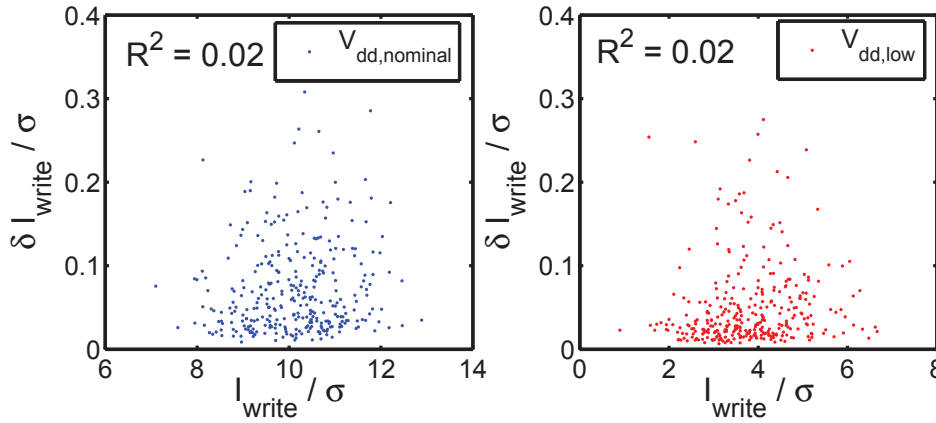 0.4
0.3
0.2
0.1
0
δ I_write / σ
R² = 0.02
V_dd,nominal
6 8 10 12 14
I_write / σ
0.4
0.3
0.2
0.1
0
δ I_write / σ
R² = 0.02
V_dd,low
0 2 4 6 8
I_write / σ